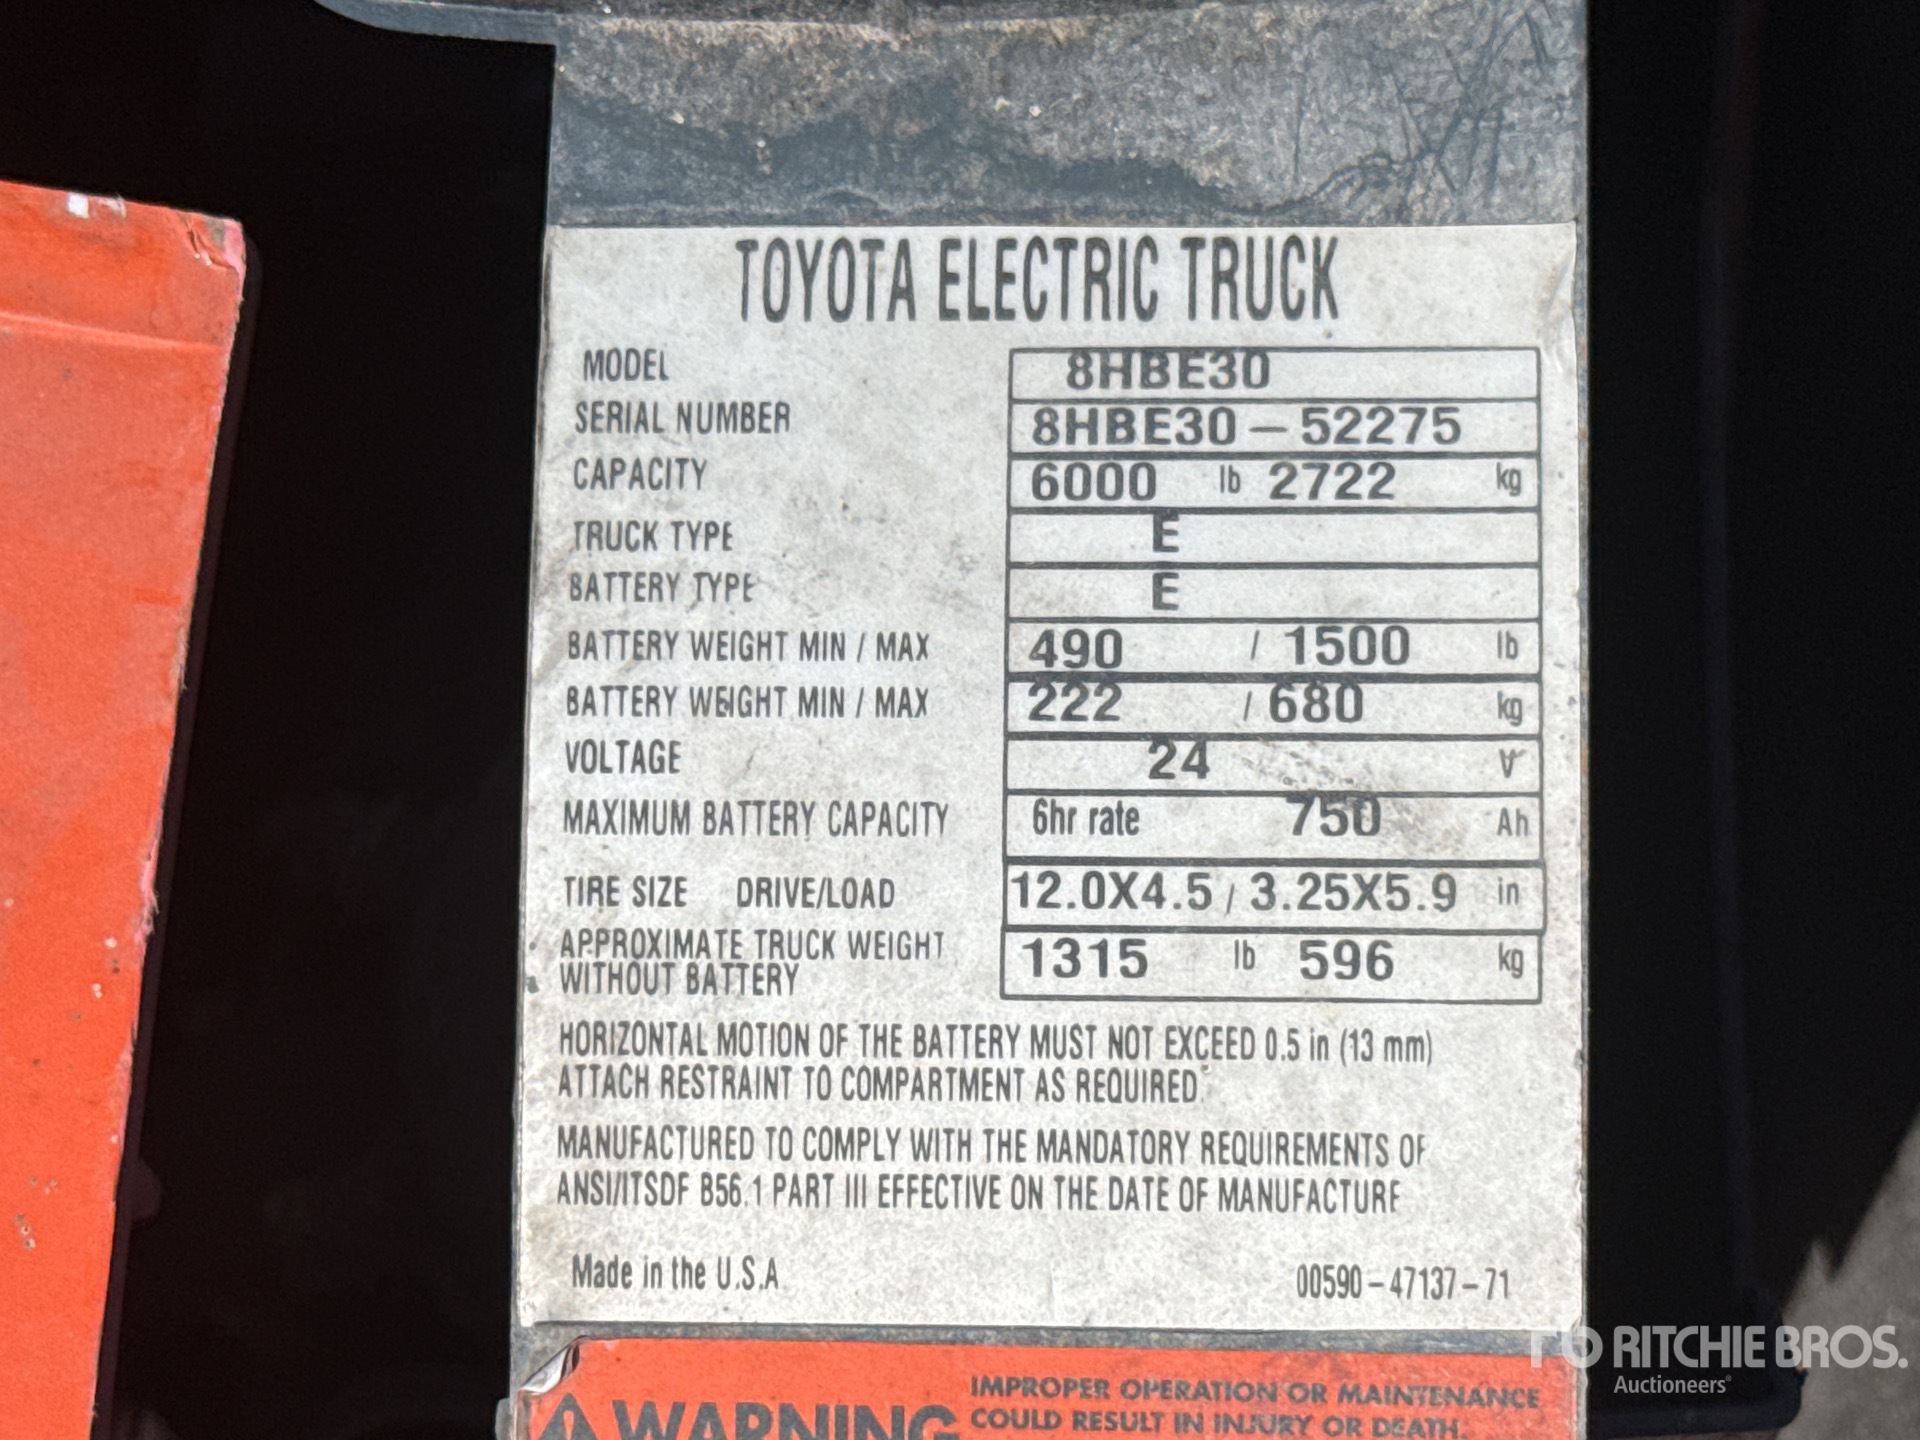 TOYOTA ELECTRIC TRUCK
MODEL 8HBE30
SERIAL NUMBER 8HBE30-52275
CAPACITY 6000 lb 2722 kg
TRUCK TYPE E
BATTERY TYPE E
BATTERY WEIGHT MIN / MAX 490 / 1500 lb
BATTERY WEIGHT MIN / MAX 222 / 680 kg
VOLTAGE 24 V
MAXIMUM BATTERY CAPACITY 6hr rate 750 Ah
TIRE SIZE DRIVE/LOAD 12.0X4.5 / 3.25X5.9 in
APPROXIMATE TRUCK WEIGHT
WITHOUT BATTERY 1315 lb 596 kg
HORIZONTAL MOTION OF THE BATTERY MUST NOT EXCEED 0.5 in (13 mm)
ATTACH RESTRAINT TO COMPARTMENT AS REQUIRED
MANUFACTURED TO COMPLY WITH THE MANDATORY REQUIREMENTS OF
ANSI/ITSDF B56.1 PART III EFFECTIVE ON THE DATE OF MANUFACTURE
Made in the U.S.A 00590-47137-71
WARNING
IMPROPER OPERATION OR MAINTENANCE
COULD RESULT IN INJURY OR DEATH.
RITCHIE BROS.
Auctioneers